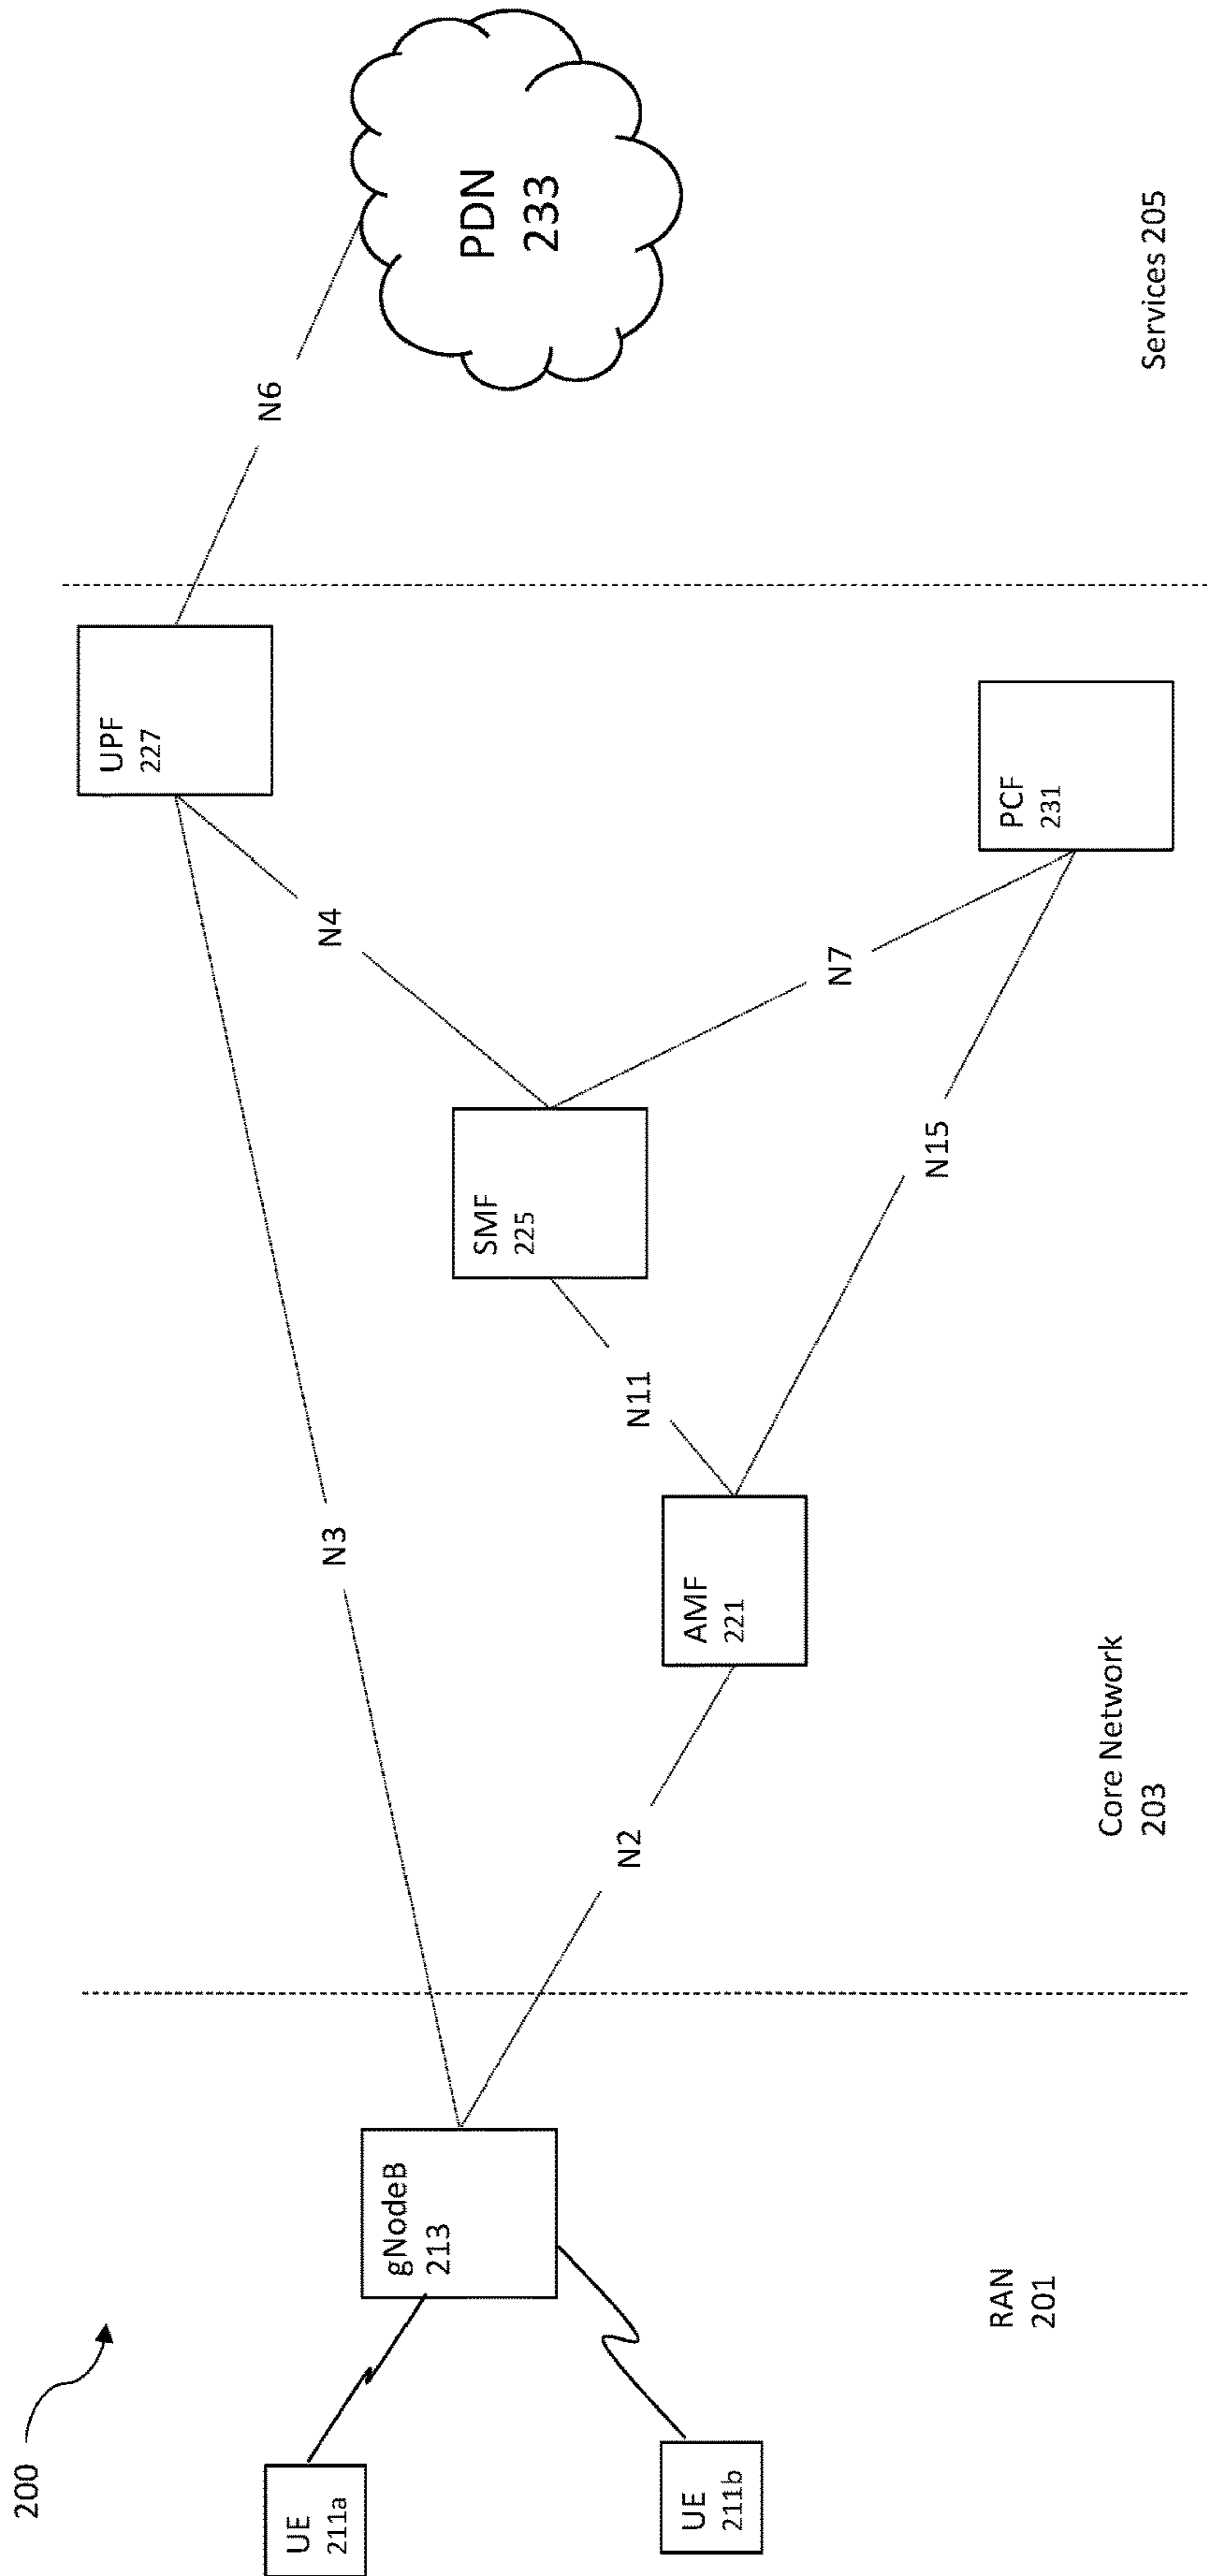 200
UE
211a
UE
211b
gNodeB
213
RAN
201
N3
N2
AMF
221
N11
SMF
225
N4
N15
N7
UPF
227
PCF
231
Core Network
203
N6
PDN
233
Services 205